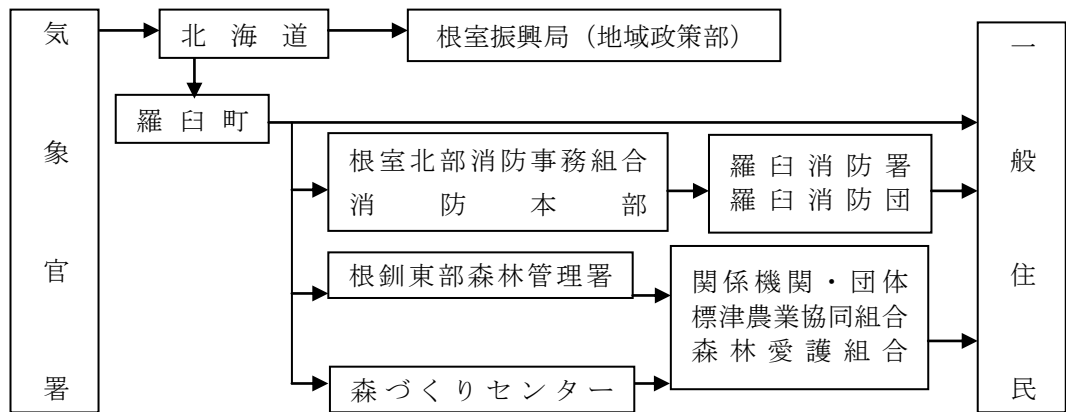 気象官署
北海道
根室振興局（地域政策部）
羅臼町
根室北部消防事務組合
消防本部
羅臼消防署
羅臼消防団
根釧東部森林管理署
関係機関・団体
標津農業協同組合
森林愛護組合
森づくりセンター
一般住民